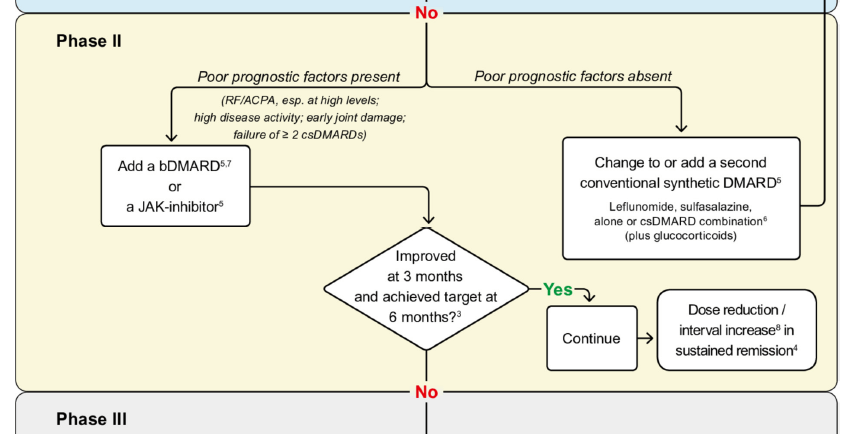 No
Phase II
Poor prognostic factors present
Poor prognostic factors absent
(RF/ACPA, esp. at high levels;
high disease activity; early joint damage;
failure of ≥ 2 csDMARDs)
Add a bDMARD⁵,⁷
or
a JAK-inhibitor⁵
Change to or add a second
conventional synthetic DMARD⁵
Leflunomide, sulfasalazine,
alone or csDMARD combination⁶
(plus glucocorticoids)
Improved
at 3 months
and achieved target at
6 months?³
Yes
Continue
Dose reduction /
interval increase⁸ in
sustained remission⁴
No
Phase III